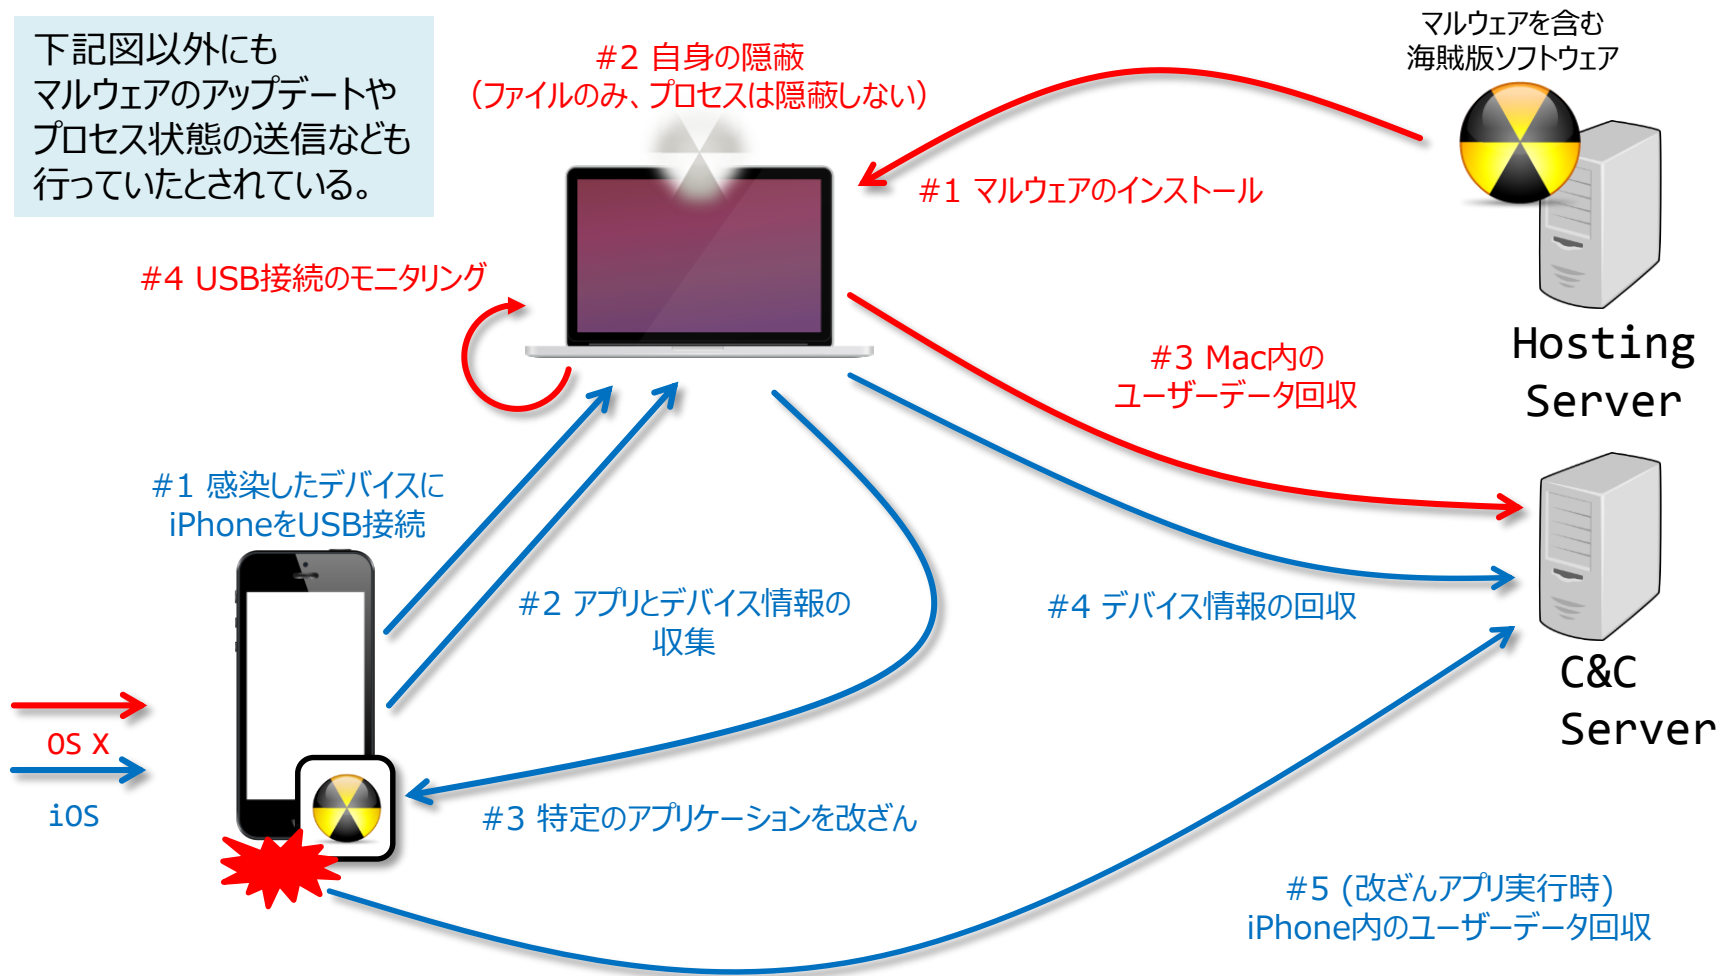 下記図以外にも
マルウェアのアップデートや
プロセス状態の送信なども
行っていたとされている。
#2 自身の隠蔽
（ファイルのみ、プロセスは隠蔽しない）
マルウェアを含む
海賊版ソフトウェア
#1 マルウェアのインストール
#4 USB接続のモニタリング
Hosting
Server
#3 Mac内の
ユーザーデータ回収
#1 感染したデバイスに
iPhoneをUSB接続
#2 アプリとデバイス情報の
収集
#4 デバイス情報の回収
C&C
Server
OS X
iOS
#3 特定のアプリケーションを改ざん
#5 (改ざんアプリ実行時)
iPhone内のユーザーデータ回収